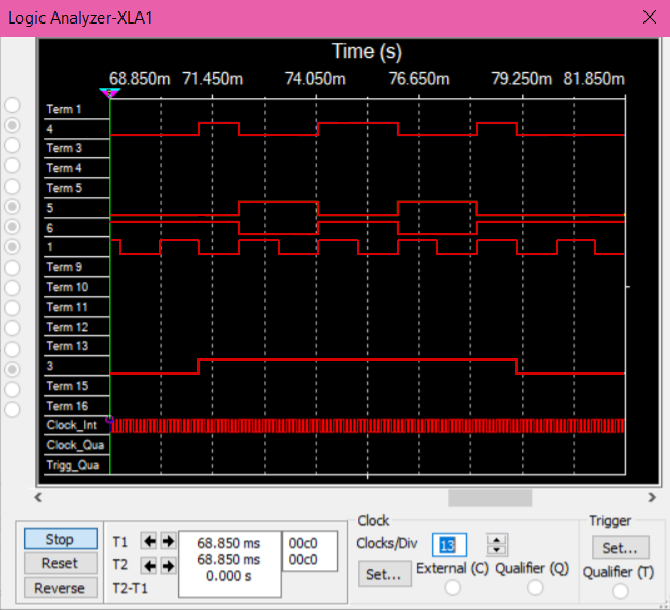 Logic Analyzer-XLA1
Time (s)
68.850m 71.450m 74.050m 76.650m 79.250m 81.850m
Term 1
4
Term 3
Term 4
Term 5
5
6
1
Term 9
Term 10
Term 11
Term 12
Term 13
3
Term 15
Term 16
Clock_Int
Clock_Qua
Trigg_Qua
Stop
Reset
Reverse
T1
T2
T2-T1
68.850 ms
68.850 ms
0.000 s
00c0
00c0
Clock
Clocks/Div
13
Set...
External (C)
Qualifier (Q)
Trigger
Set...
Qualifier (T)